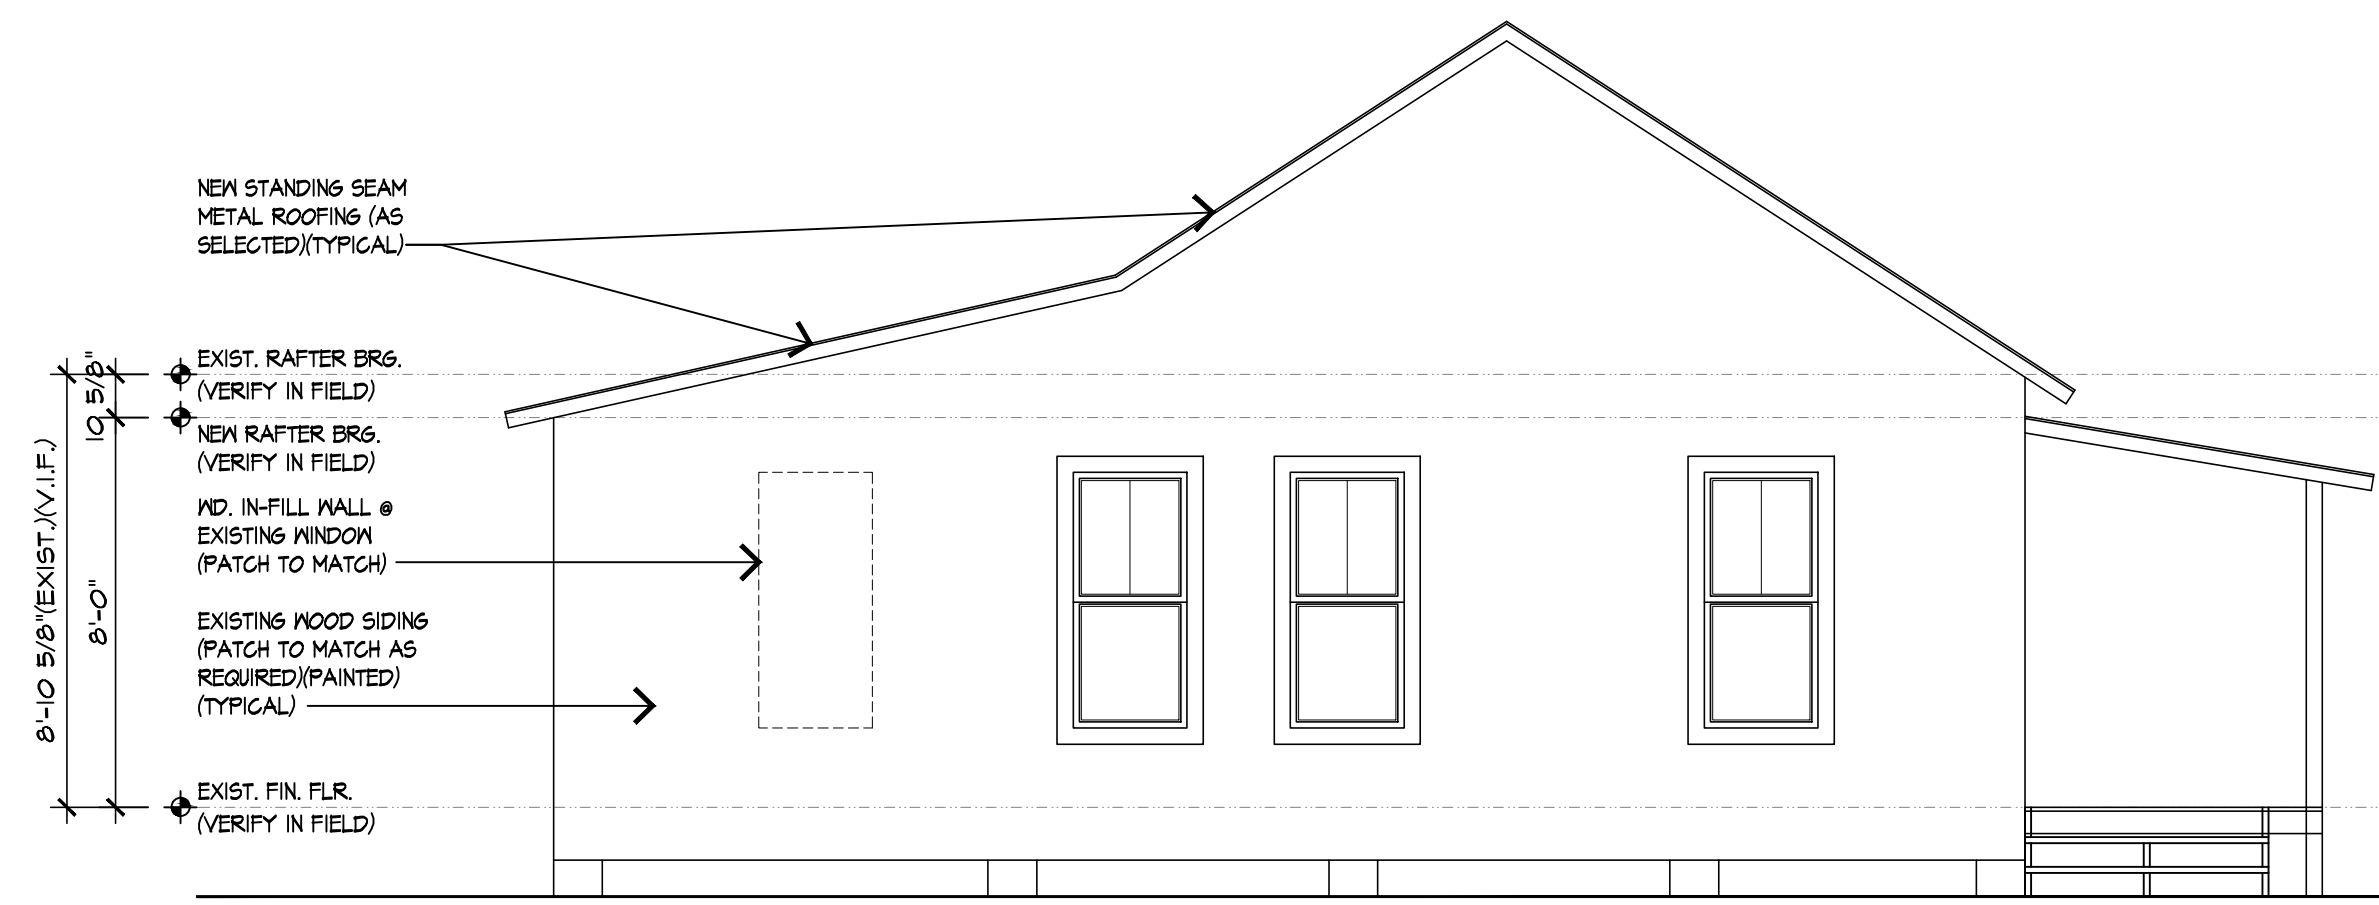 NEW STANDING SEAM
METAL ROOFING (AS
SELECTED)(TYPICAL)
EXIST. RAFTER BRG.
(VERIFY IN FIELD)
NEW RAFTER BRG.
(VERIFY IN FIELD)
WD. IN-FILL WALL @
EXISTING WINDOW
(PATCH TO MATCH)
EXISTING WOOD SIDING
(PATCH TO MATCH AS
REQUIRED)(PAINTED)
(TYPICAL)
EXIST. FIN. FLR.
(VERIFY IN FIELD)
8'-10 5/8"(EXIST.)(V.I.F.)
10 5/8"
8'-0"